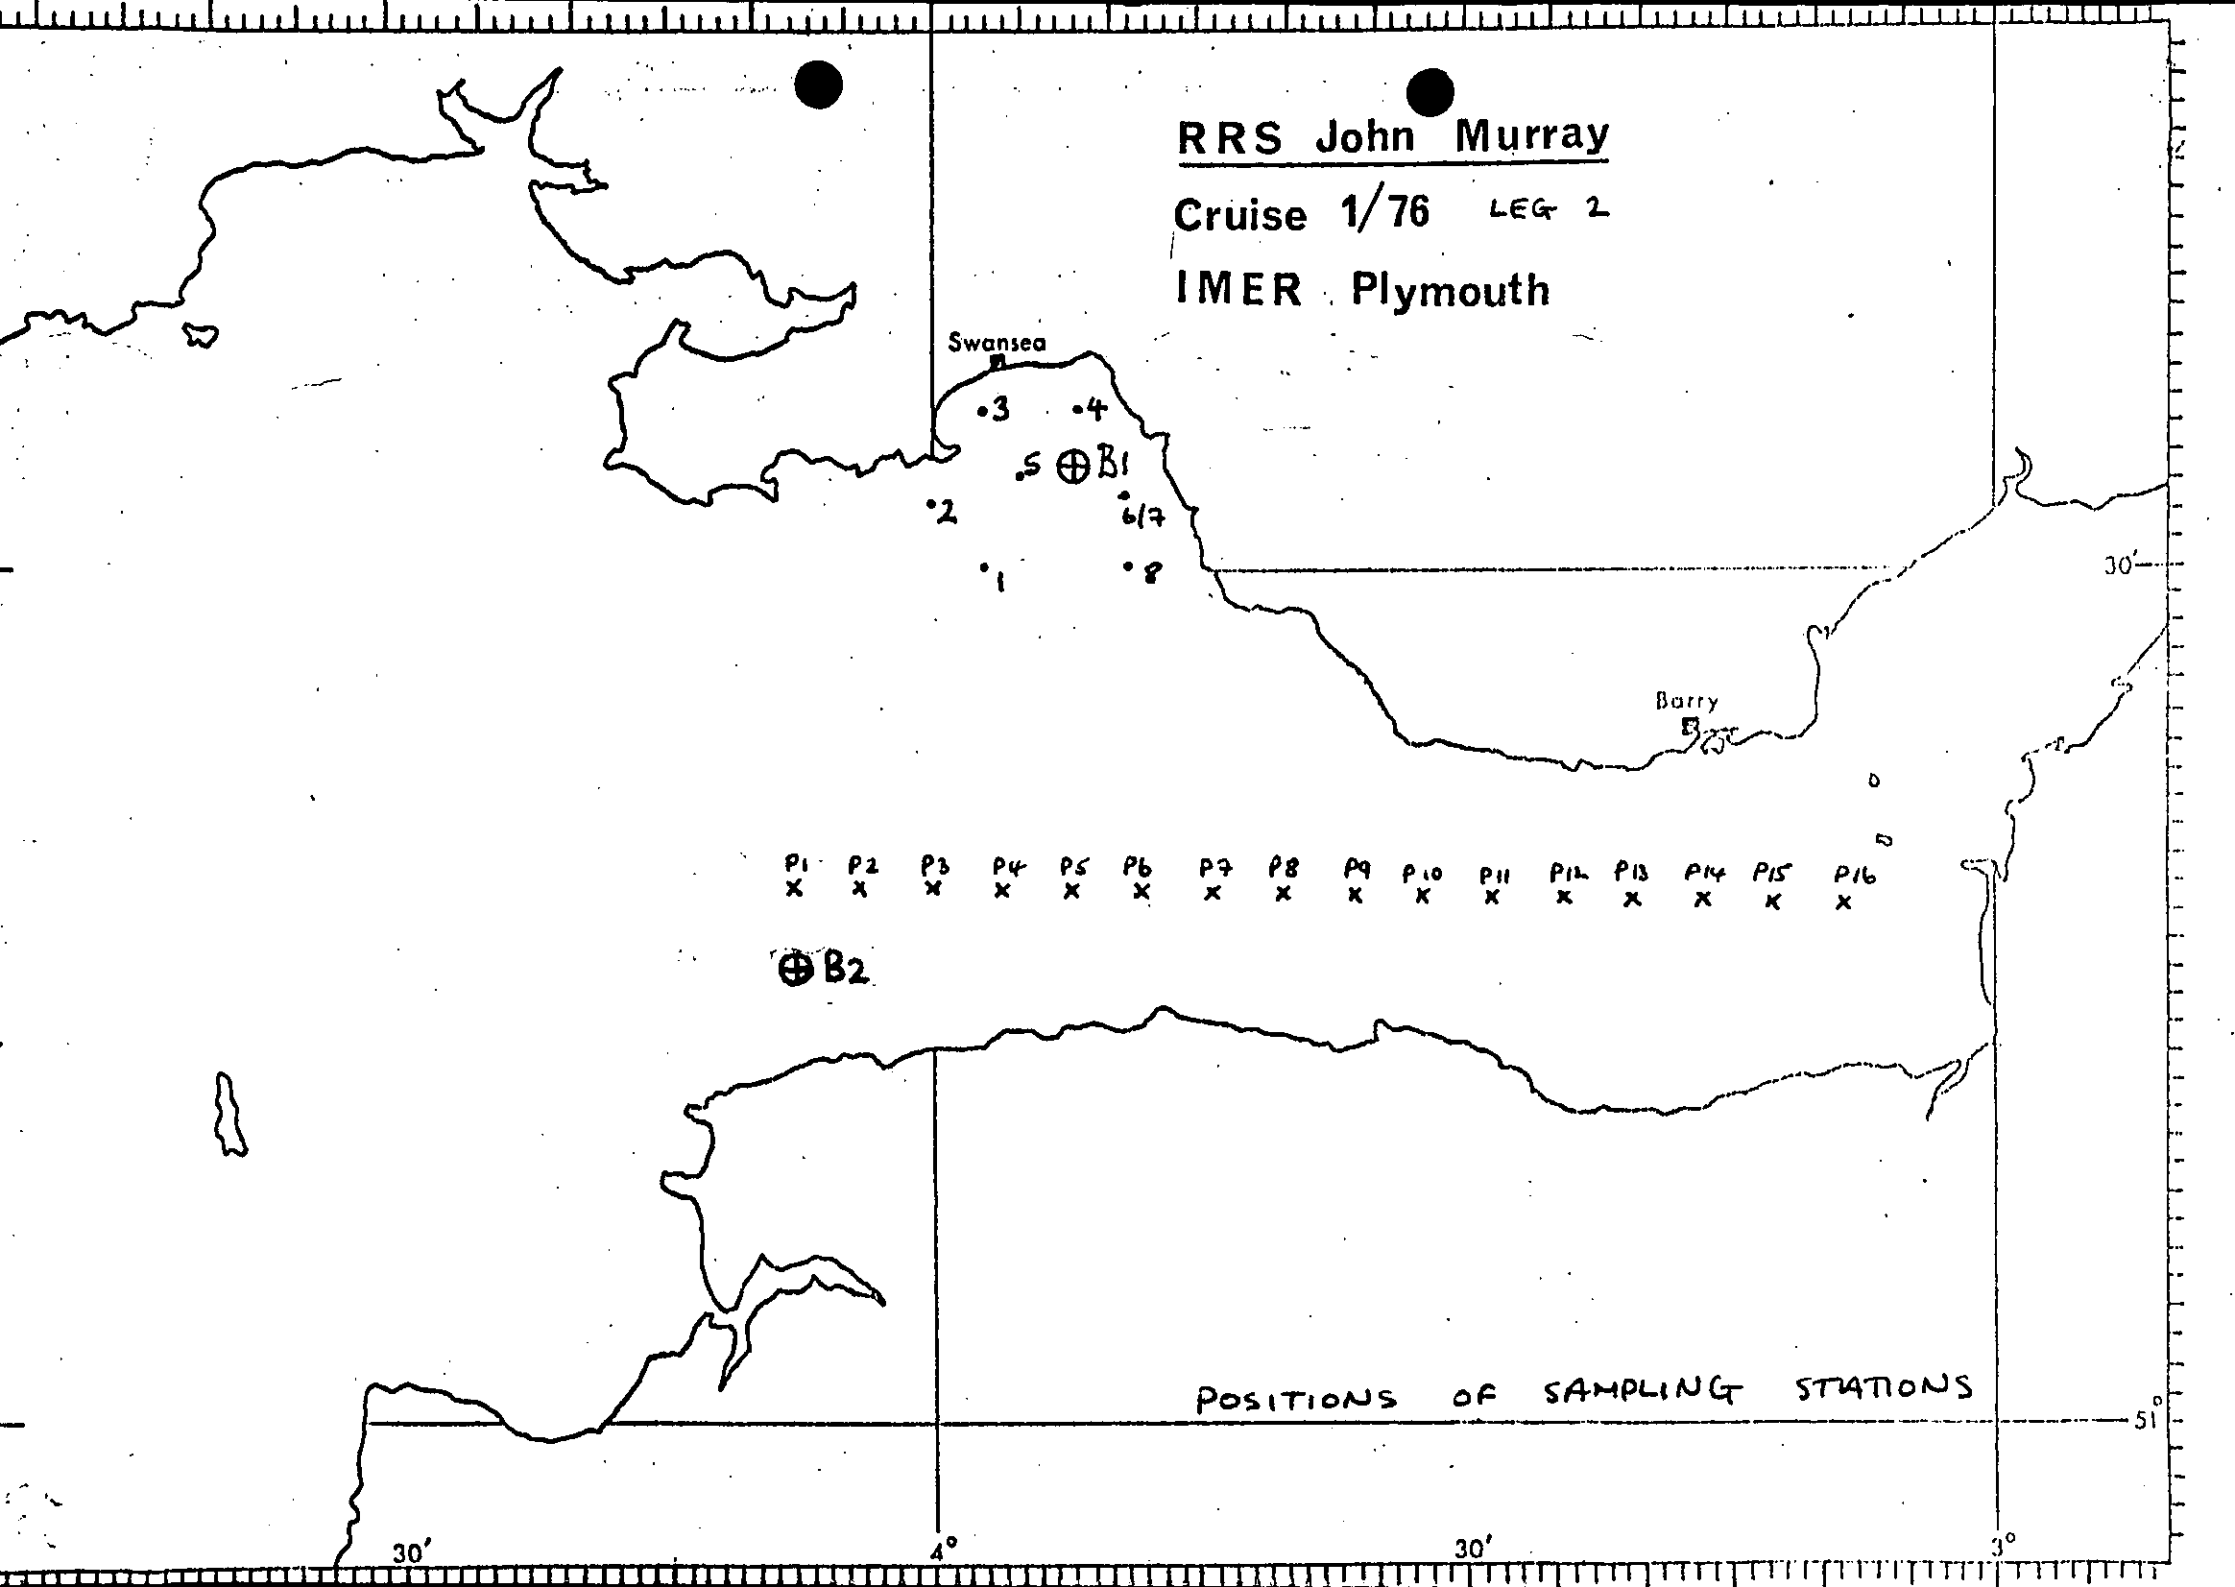 RRS John Murray
Cruise 1/76 LEG 2
IMER Plymouth
Swansea
3
4
5
B1
2
6/7
1
8
30'
Barry
P1 P2 P3 P4 P5 P6 P7 P8 P9 P10 P11 P12 P13 P14 P15 P16
B2
POSITIONS OF SAMPLING STATIONS
51°
30' 4° 30' 3°